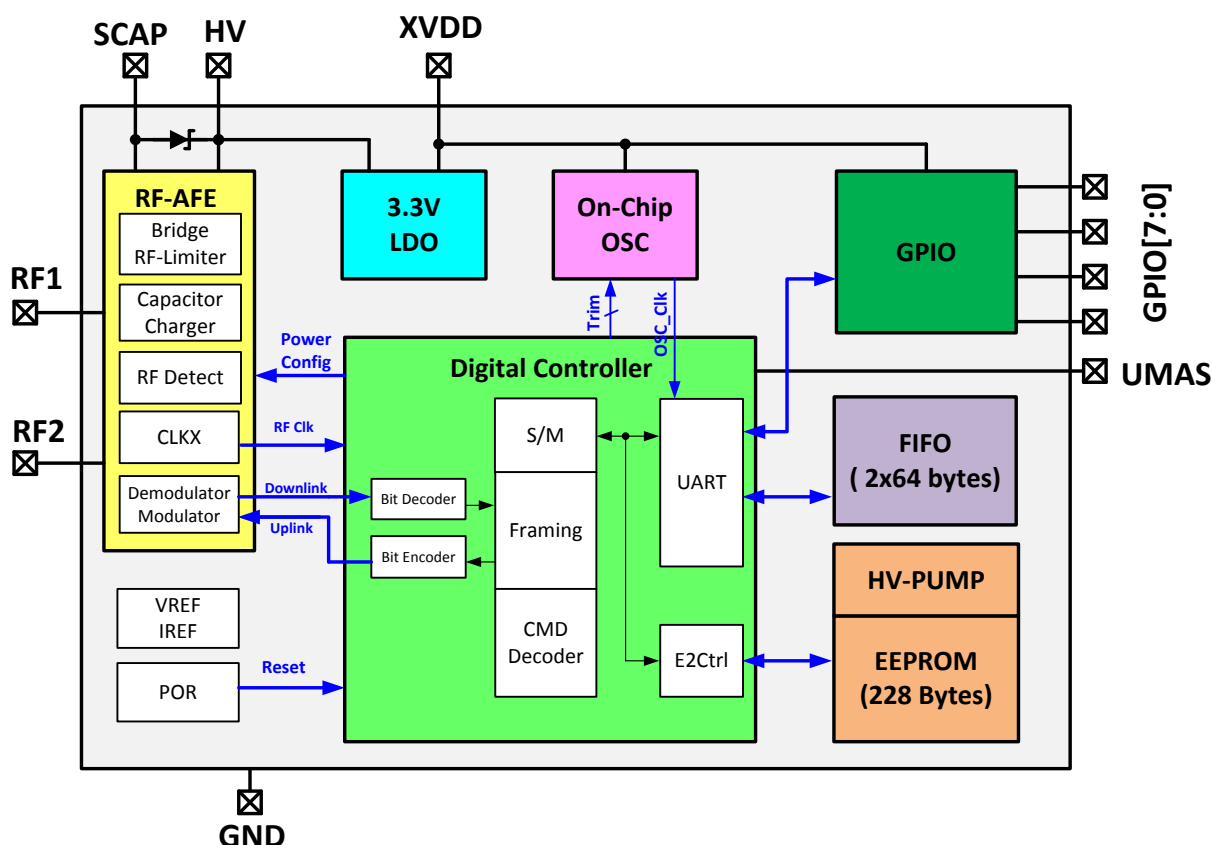 SCAP
HV
XVDD
RF-AFE
Bridge
RF-Limiter
Capacitor
Charger
RF Detect
CLKX
Demodulator
Modulator
RF1
RF2
3.3V
LDO
On-Chip
OSC
GPIO
GPIO[7:0]
UMAS
Trim
OSC_Clk
Power
Config
RF Clk
Downlink
Uplink
Digital Controller
Bit Decoder
Bit Encoder
S/M
Framing
CMD
Decoder
UART
E2Ctrl
FIFO
( 2x64 bytes)
HV-PUMP
EEPROM
(228 Bytes)
VREF
IREF
POR
Reset
GND